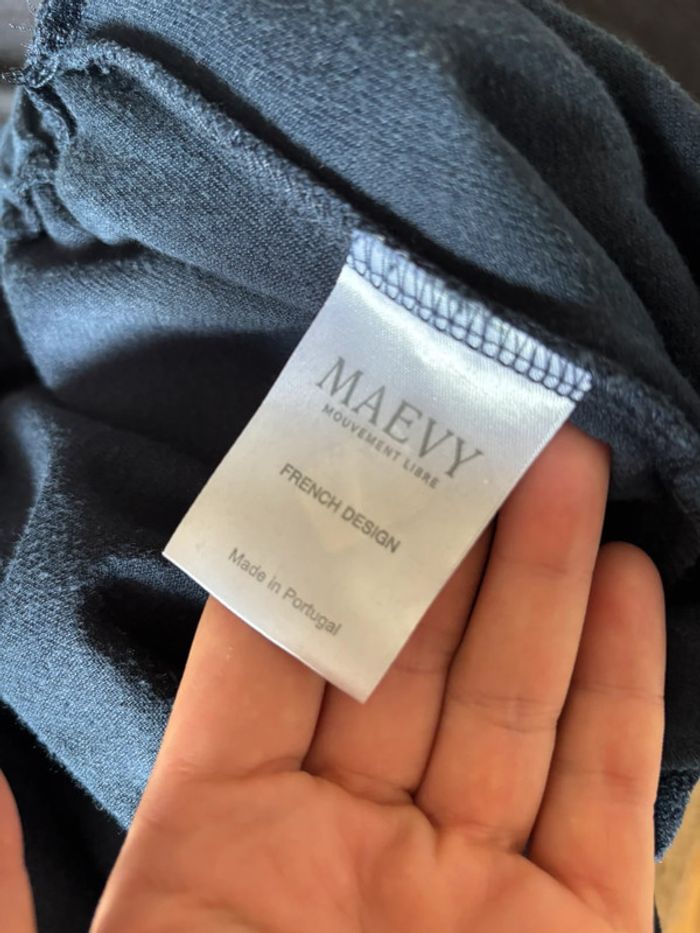 MAEVY
MOUVEMENT LIBRE
FRENCH DESIGN
Made in Portugal